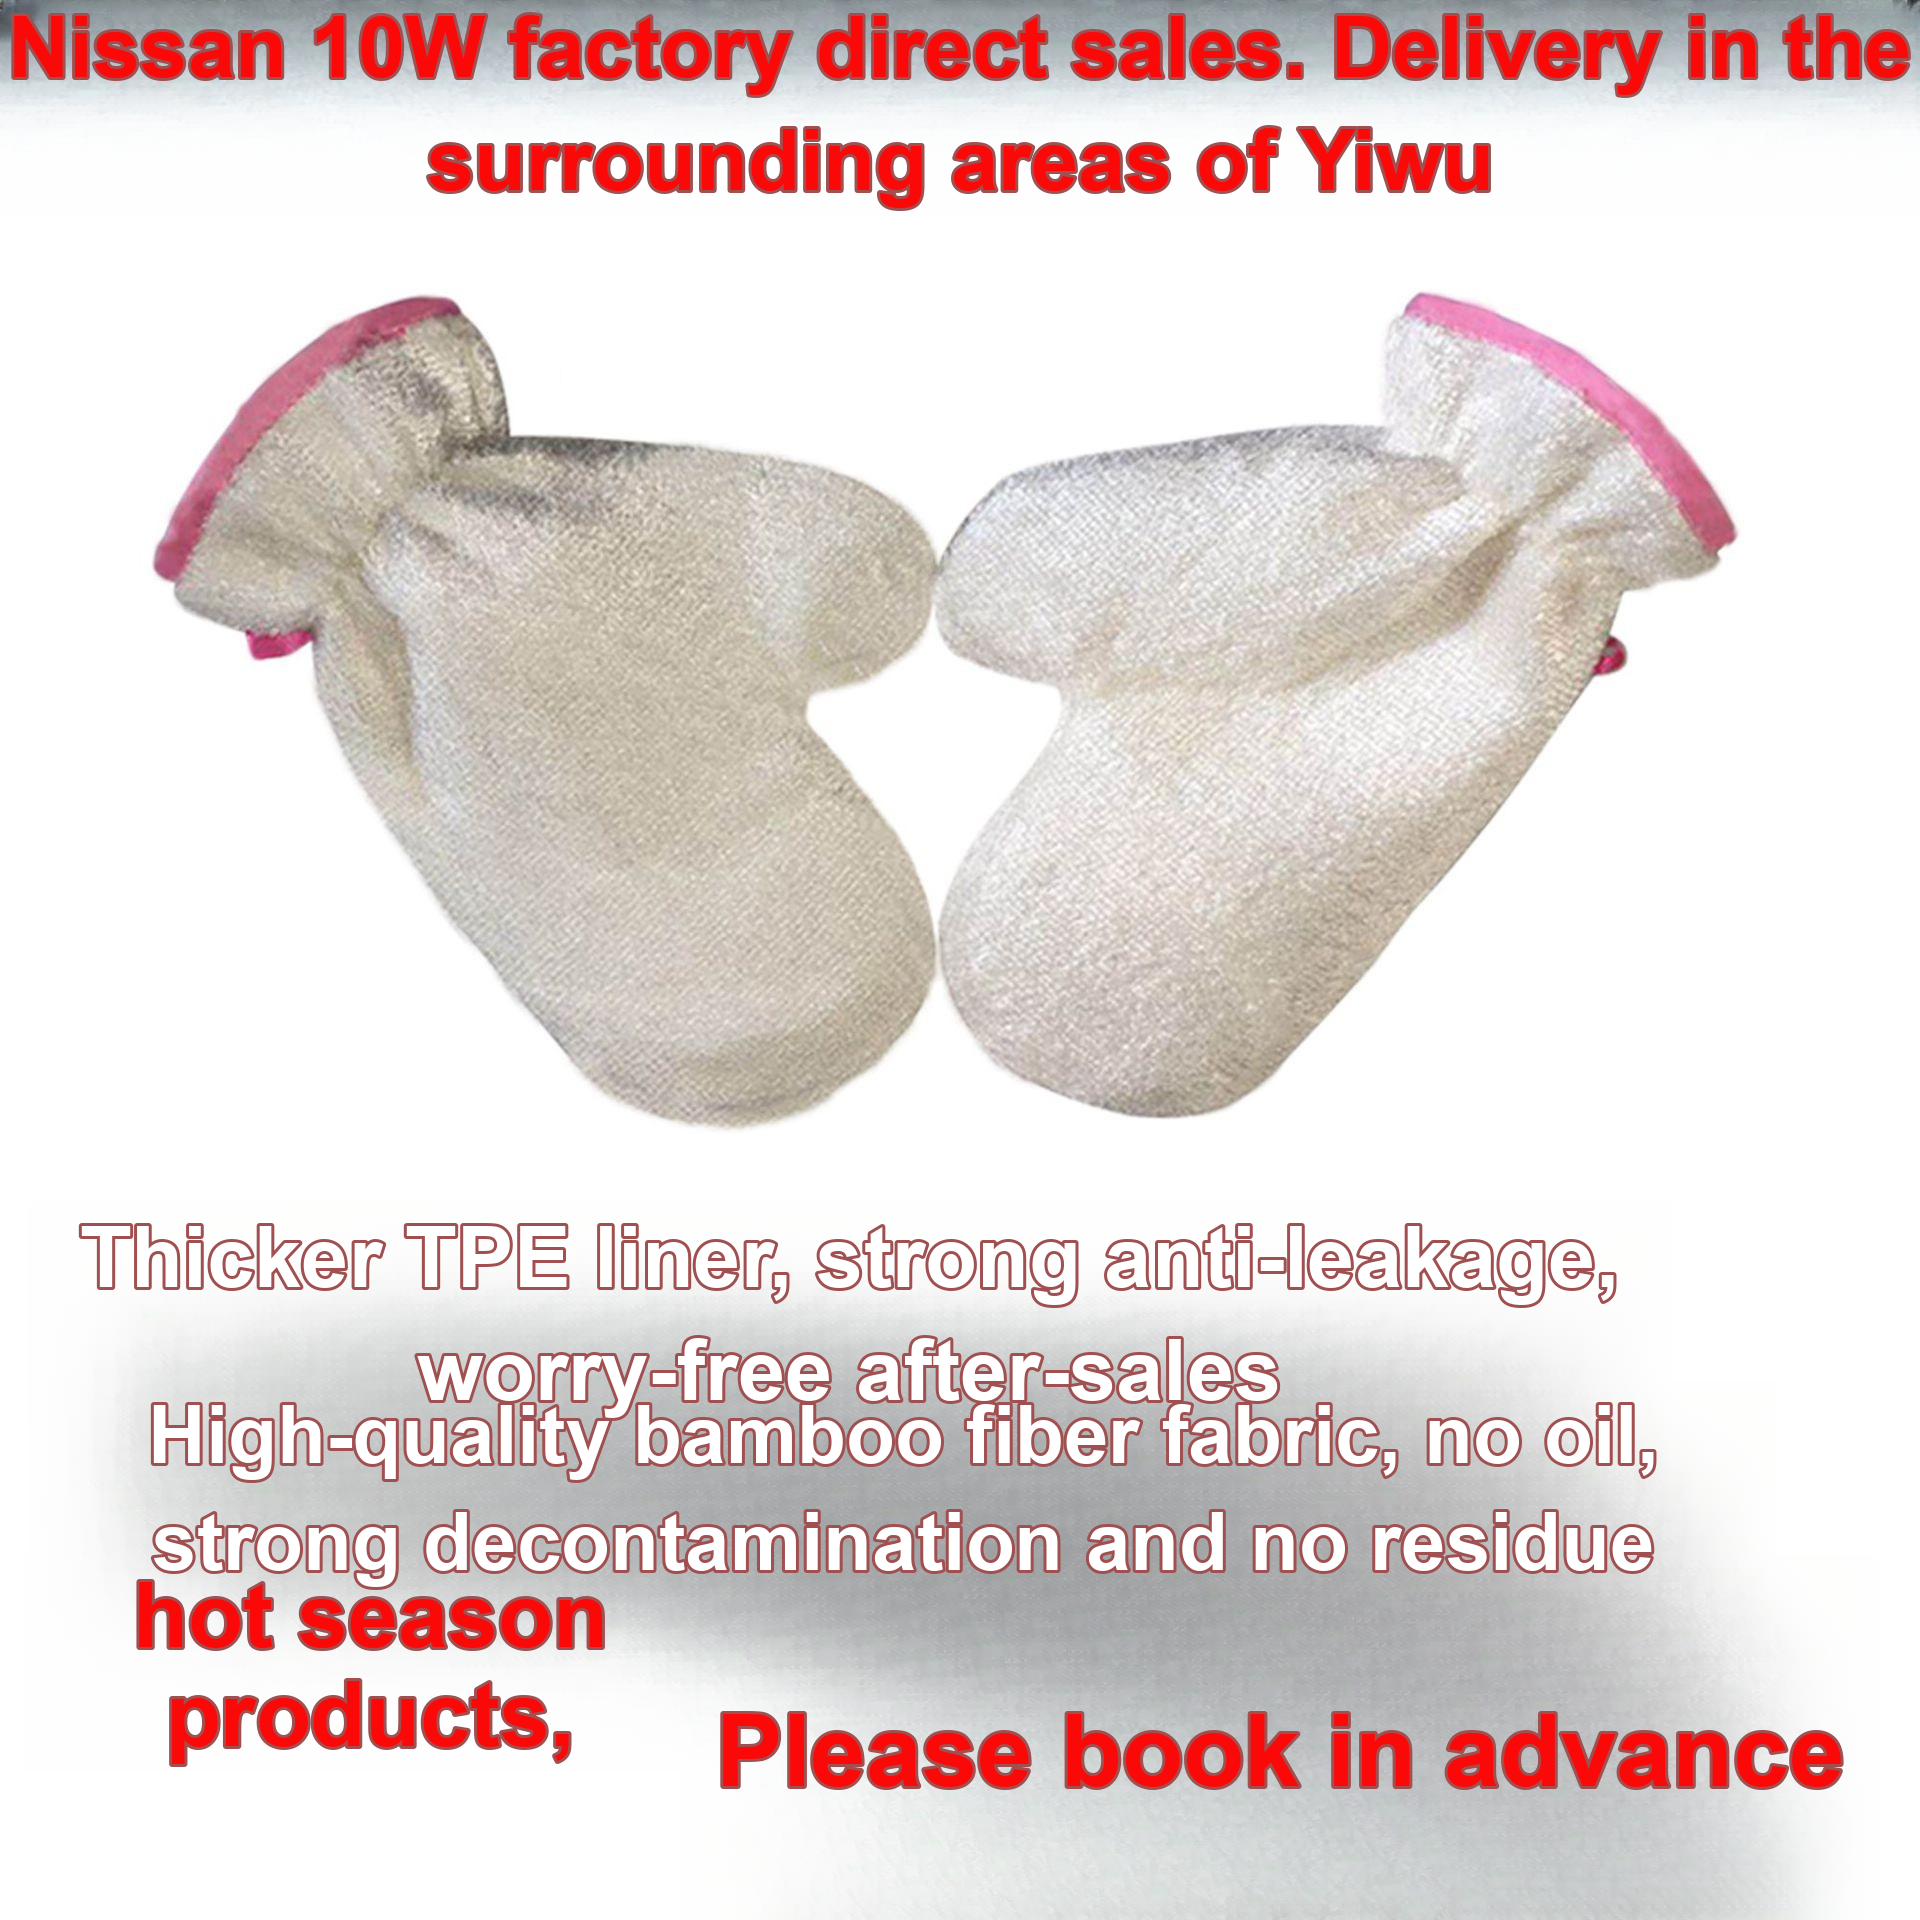 Nissan 10W factory direct sales. Delivery in the
surrounding areas of Yiwu
Thicker TPE liner, strong anti-leakage,
worry-free after-sales
High-quality bamboo fiber fabric, no oil,
strong decontamination and no residue
hot season
products,
Please book in advance